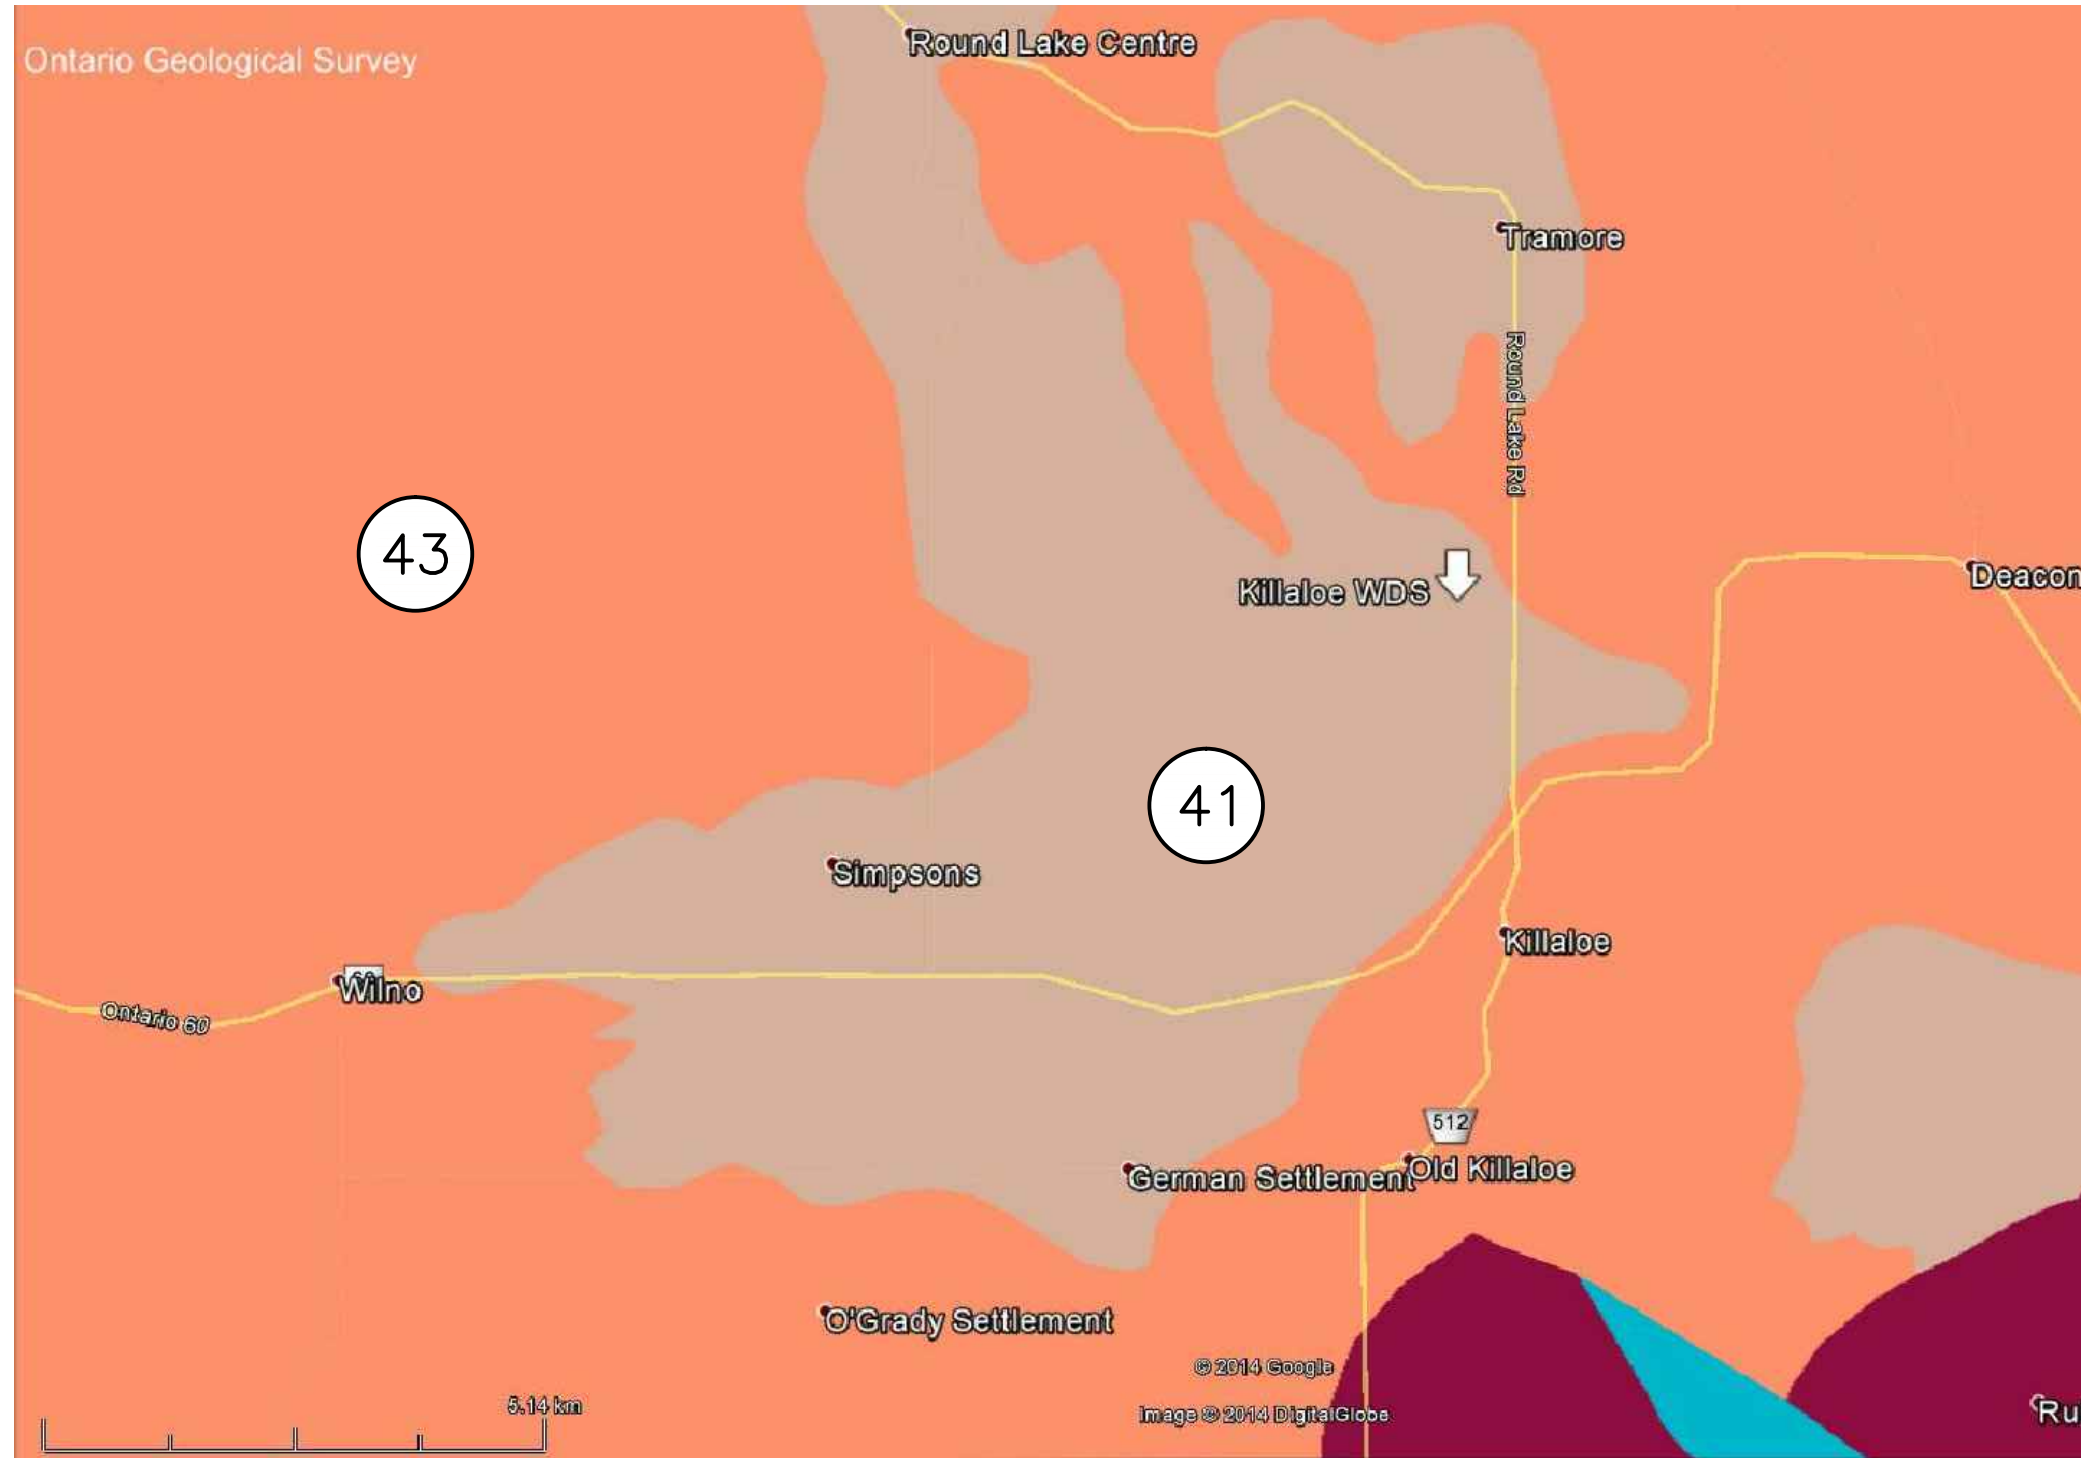 Ontario Geological Survey
Round Lake Centre
Tramore
Round Lake Rd
43
Killaloe WDS
Deacon
41
Simpsons
Killaloe
Wilno
Ontario 60
512
German Settlement
Old Killaloe
O'Grady Settlement
© 2014 Google
5.14 km
Image © 2014 DigitalGlobe
Ru